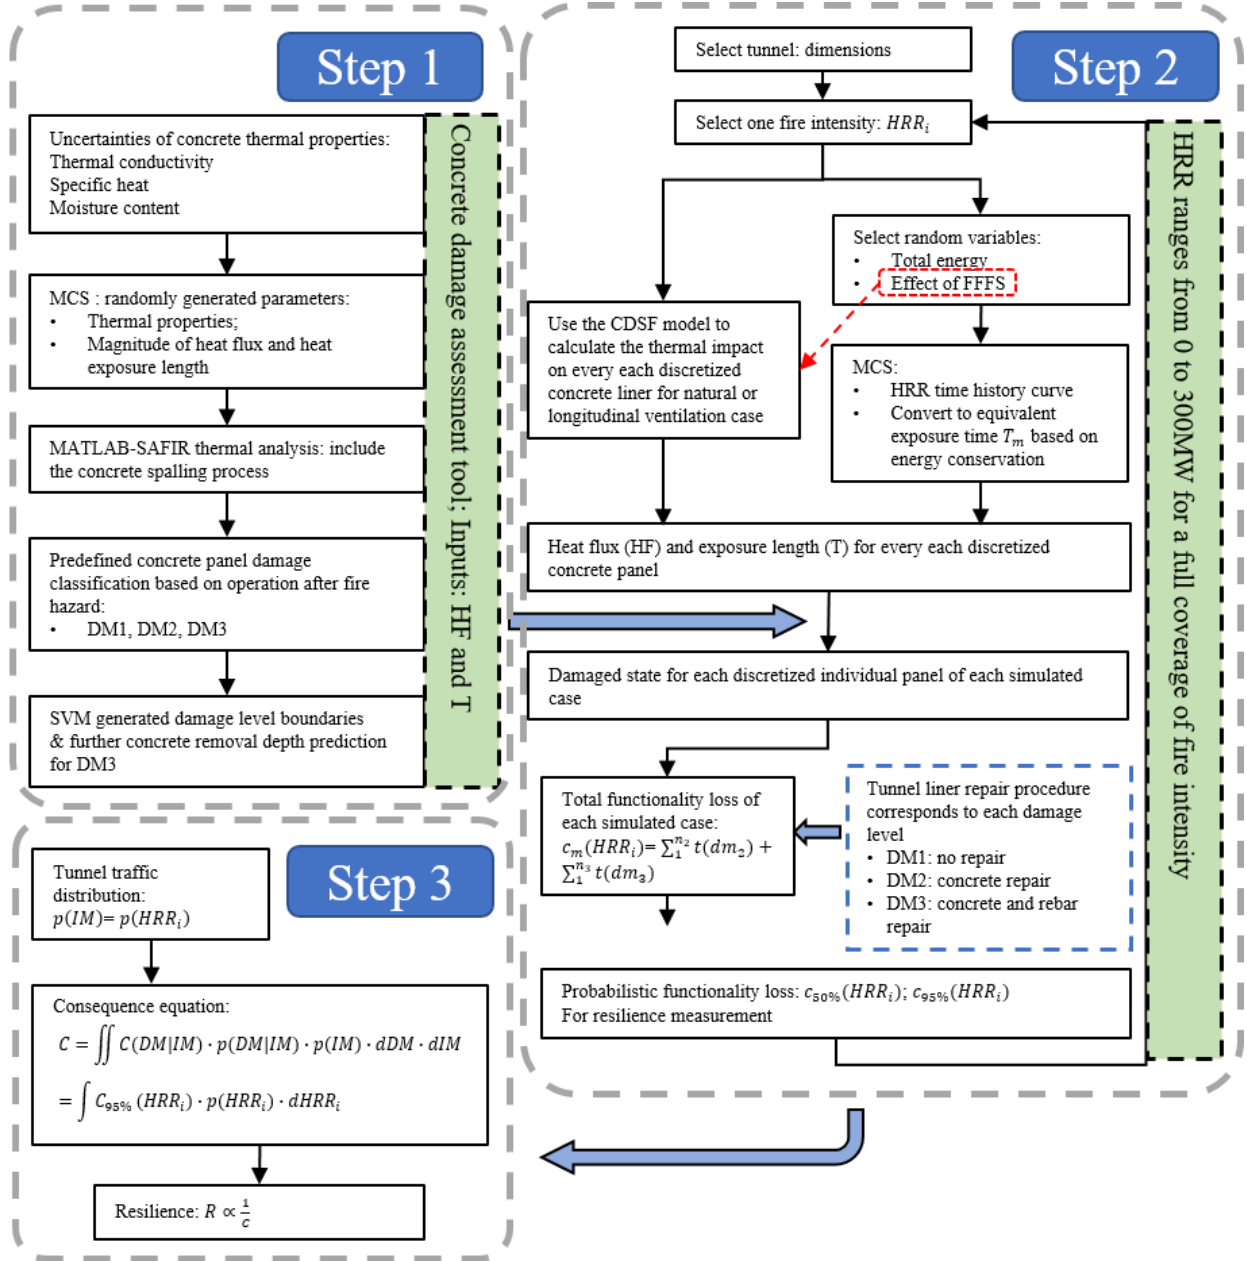 Step 1
Uncertainties of concrete thermal properties:
Thermal conductivity
Specific heat
Moisture content
MCS : randomly generated parameters:
• Thermal properties;
• Magnitude of heat flux and heat
exposure length
MATLAB-SAFIR thermal analysis: include
the concrete spalling process
Predefined concrete panel damage
classification based on operation after fire
hazard:
• DM1, DM2, DM3
SVM generated damage level boundaries
& further concrete removal depth prediction
for DM3
Concrete damage assessment tool; Inputs: HF and T
Step 2
Select tunnel: dimensions
Select one fire intensity: HRR_i
Select random variables:
• Total energy
• Effect of FFFS
Use the CDSF model to
calculate the thermal impact
on every each discretized
concrete liner for natural or
longitudinal ventilation case
MCS:
• HRR time history curve
• Convert to equivalent
exposure time T_m based on
energy conservation
Heat flux (HF) and exposure length (T) for every each discretized
concrete panel
Damaged state for each discretized individual panel of each simulated
case
Total functionality loss of
each simulated case:
c_m(HRR_i)= ∑_1^{n_2} t(dm_2) +
∑_1^{n_3} t(dm_3)
Tunnel liner repair procedure
corresponds to each damage
level
• DM1: no repair
• DM2: concrete repair
• DM3: concrete and rebar
repair
Probabilistic functionality loss: c_{50%}(HRR_i); c_{95%}(HRR_i)
For resilience measurement
HRR ranges from 0 to 300MW for a full coverage of fire intensity
Step 3
Tunnel traffic
distribution:
p(IM)= p(HRR_i)
Consequence equation:
C = ∬ C(DM|IM) · p(DM|IM) · p(IM) · dDM · dIM
= ∫ C_{95%} (HRR_i) · p(HRR_i) · dHRR_i
Resilience: R ∝ 1/c